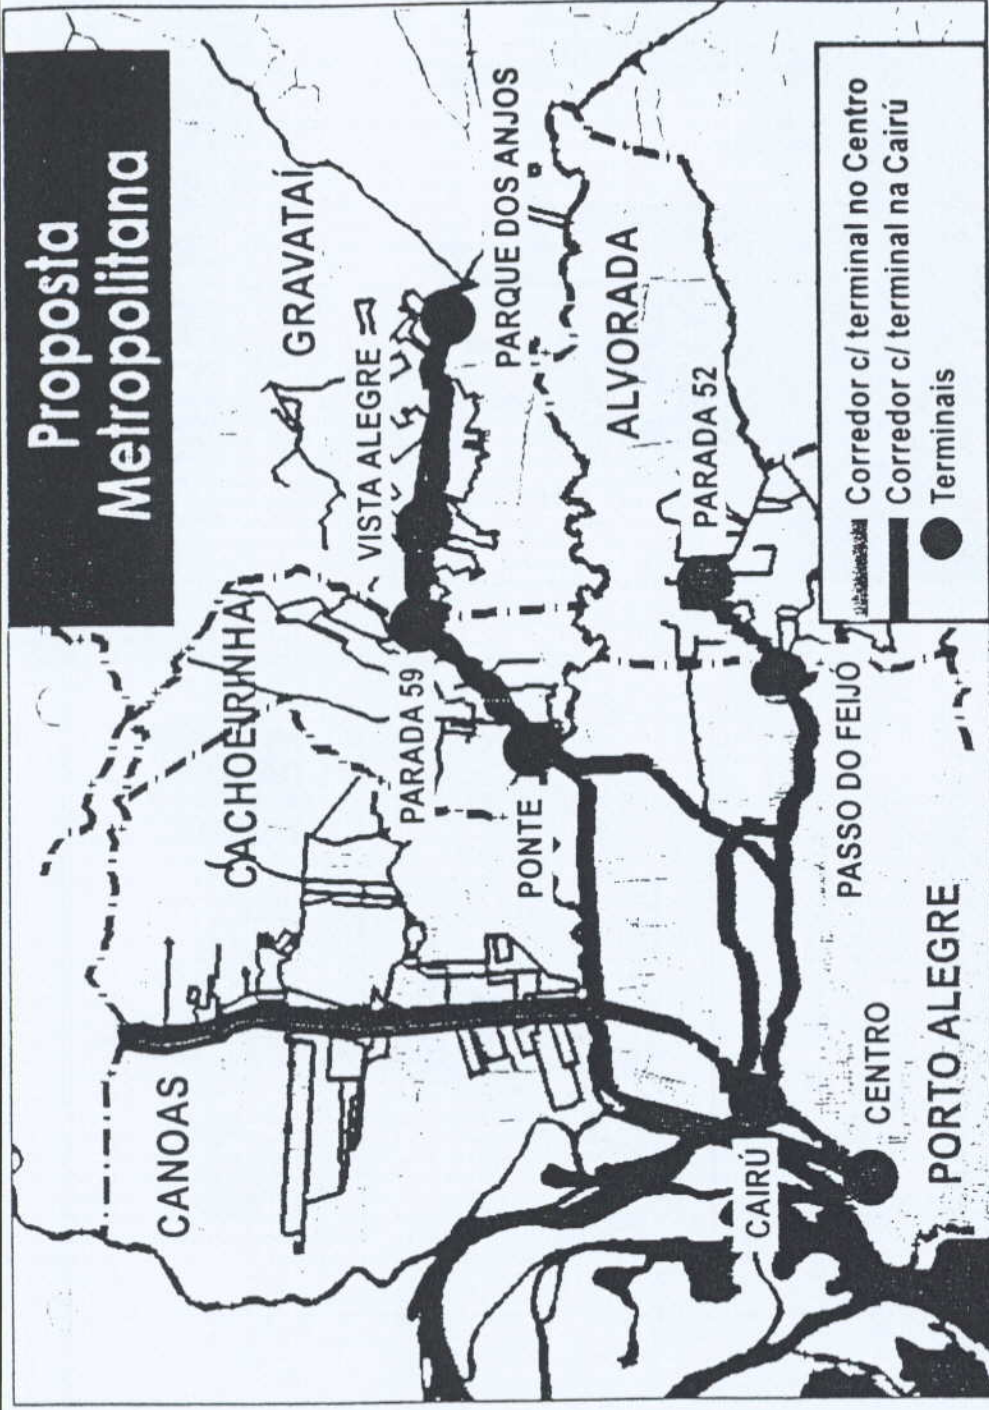 Proposta
Metropolitana
GRAVATAÍ
CACHOEIRINHA
CANOAS
VISTA ALEGRE
PARQUE DOS ANJOS
PARADA 59
PONTE
ALVORADA
PARADA 52
PASSO DO FEIJÓ
CAIRÚ
CENTRO
PORTO ALEGRE
Corredor c/ terminal no Centro
Corredor c/ terminal na Cairú
Terminais